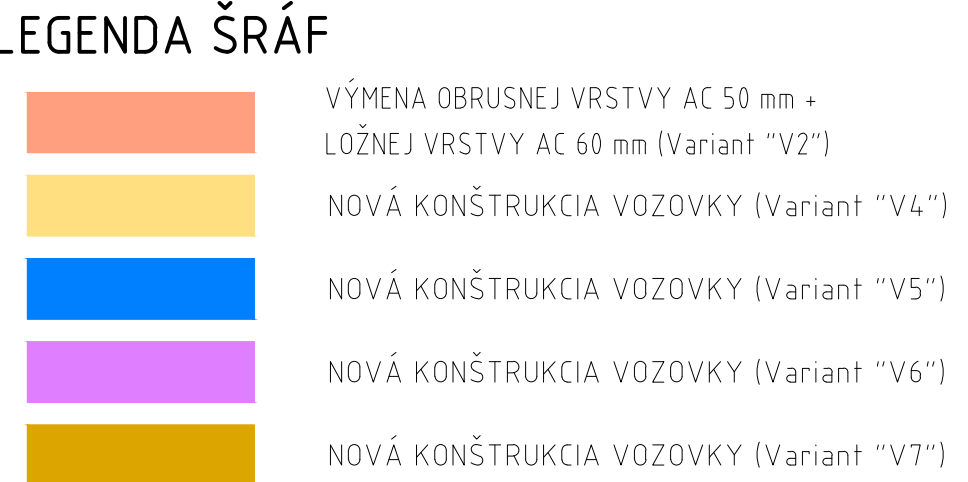 LEGENDA ŠRÁF
VÝMENA OBRUSNEJ VRSTVY AC 50 mm +
LOŽNEJ VRSTVY AC 60 mm (Variant "V2")
NOVÁ KONŠTRUKCIA VOZOVKY (Variant "V4")
NOVÁ KONŠTRUKCIA VOZOVKY (Variant "V5")
NOVÁ KONŠTRUKCIA VOZOVKY (Variant "V6")
NOVÁ KONŠTRUKCIA VOZOVKY (Variant "V7")